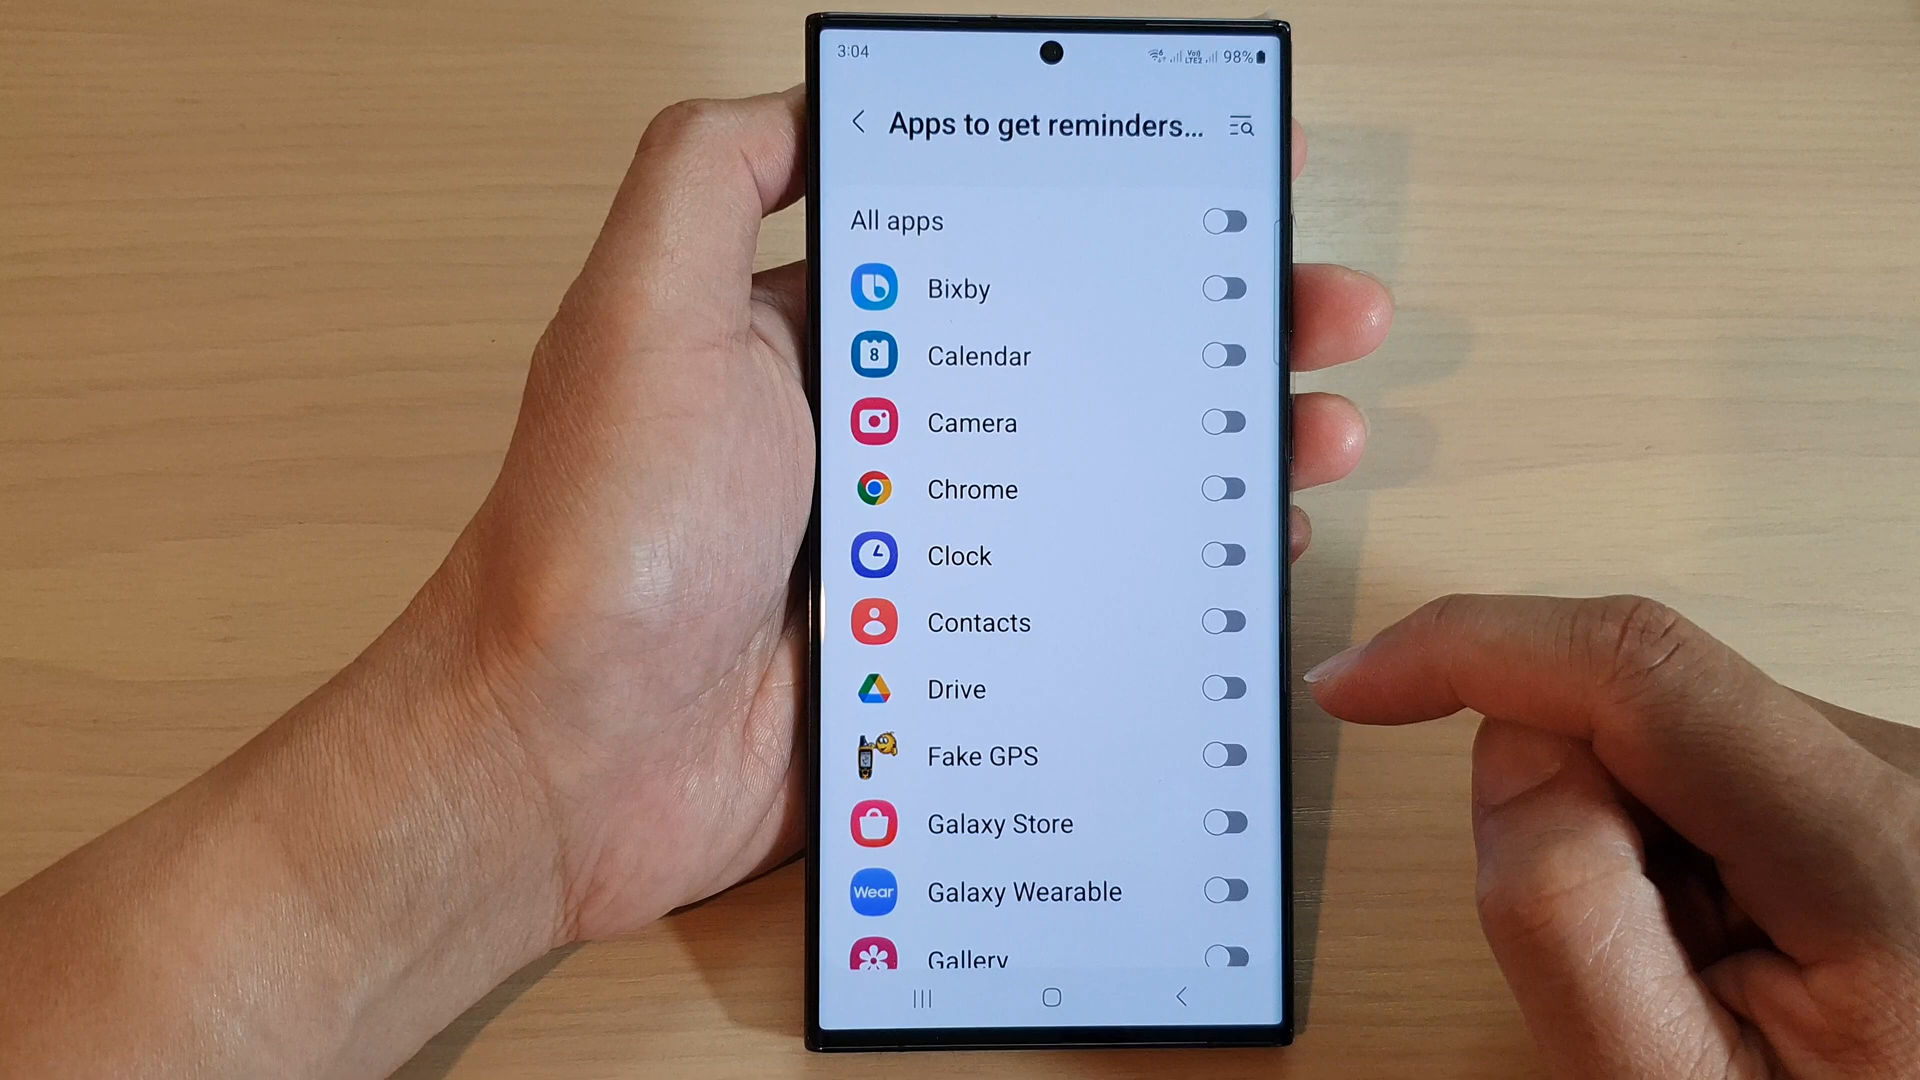 3:04
98%
Apps to get reminders...
All apps
Bixby
8
Calendar
Camera
Chrome
Clock
Contacts
Drive
Fake GPS
Galaxy Store
Wear
Galaxy Wearable
Gallery